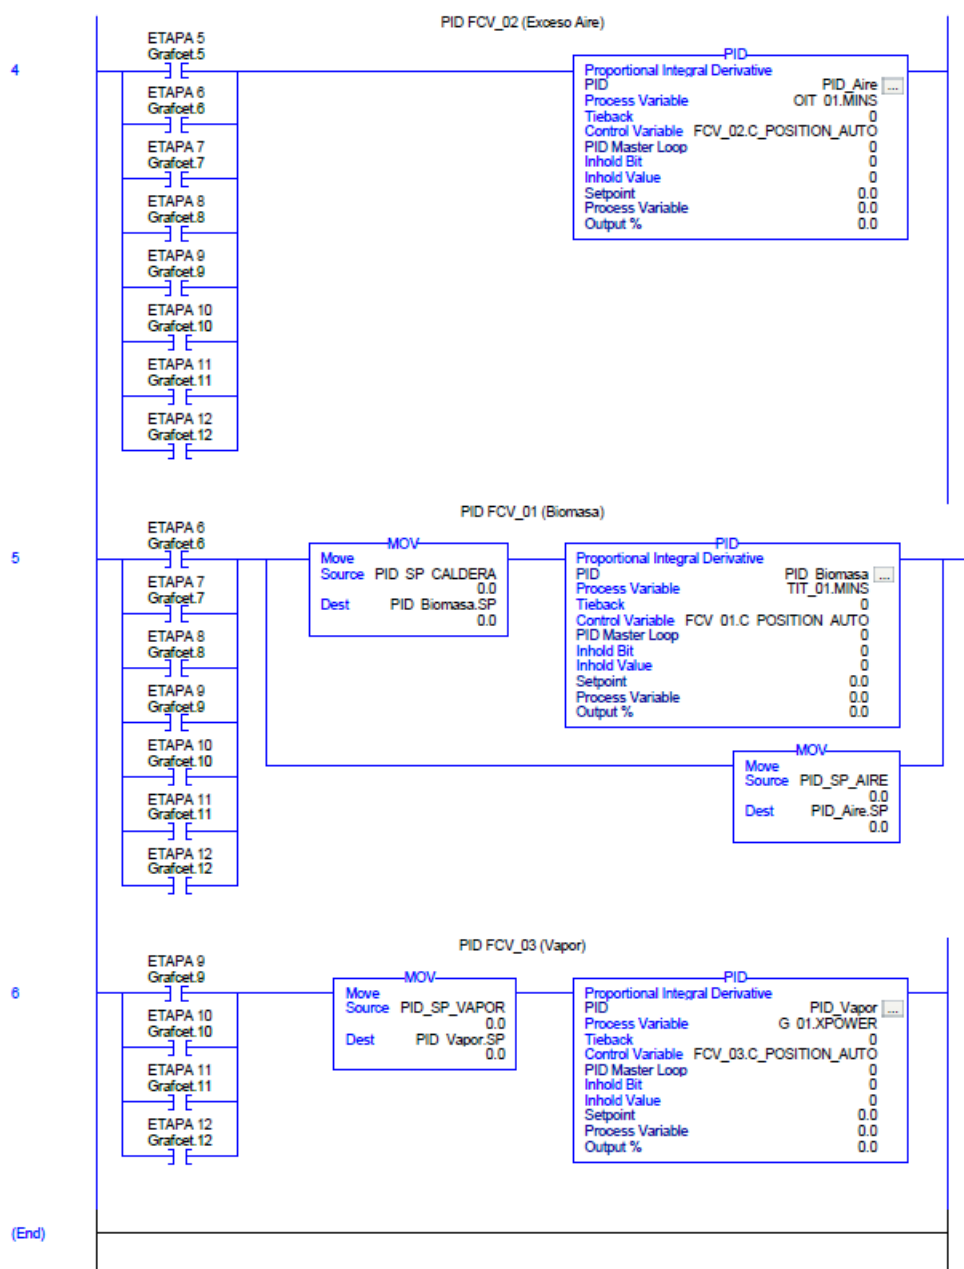 PID FCV_02 (Exceso Aire)
4
ETAPA 5
Grafcet.5
ETAPA 6
Grafcet.6
ETAPA 7
Grafcet.7
ETAPA 8
Grafcet.8
ETAPA 9
Grafcet.9
ETAPA 10
Grafcet.10
ETAPA 11
Grafcet.11
ETAPA 12
Grafcet.12
PID
Proportional Integral Derivative
PID PID_Aire ...
Process Variable OIT_01.MINS
Tieback 0
Control Variable FCV_02.C_POSITION_AUTO
PID Master Loop 0
Inhold Bit 0
Inhold Value 0
Setpoint 0.0
Process Variable 0.0
Output % 0.0
PID FCV_01 (Biomasa)
5
ETAPA 6
Grafcet.6
ETAPA 7
Grafcet.7
ETAPA 8
Grafcet.8
ETAPA 9
Grafcet.9
ETAPA 10
Grafcet.10
ETAPA 11
Grafcet.11
ETAPA 12
Grafcet.12
MOV
Move
Source PID_SP_CALDERA
0.0
Dest PID_Biomasa.SP
0.0
PID
Proportional Integral Derivative
PID PID_Biomasa ...
Process Variable TIT_01.MINS
Tieback 0
Control Variable FCV_01.C_POSITION_AUTO
PID Master Loop 0
Inhold Bit 0
Inhold Value 0
Setpoint 0.0
Process Variable 0.0
Output % 0.0
MOV
Move
Source PID_SP_AIRE
0.0
Dest PID_Aire.SP
0.0
PID FCV_03 (Vapor)
6
ETAPA 9
Grafcet.9
ETAPA 10
Grafcet.10
ETAPA 11
Grafcet.11
ETAPA 12
Grafcet.12
MOV
Move
Source PID_SP_VAPOR
0.0
Dest PID_Vapor.SP
0.0
PID
Proportional Integral Derivative
PID PID_Vapor ...
Process Variable G_01.XPOWER
Tieback 0
Control Variable FCV_03.C_POSITION_AUTO
PID Master Loop 0
Inhold Bit 0
Inhold Value 0
Setpoint 0.0
Process Variable 0.0
Output % 0.0
(End)